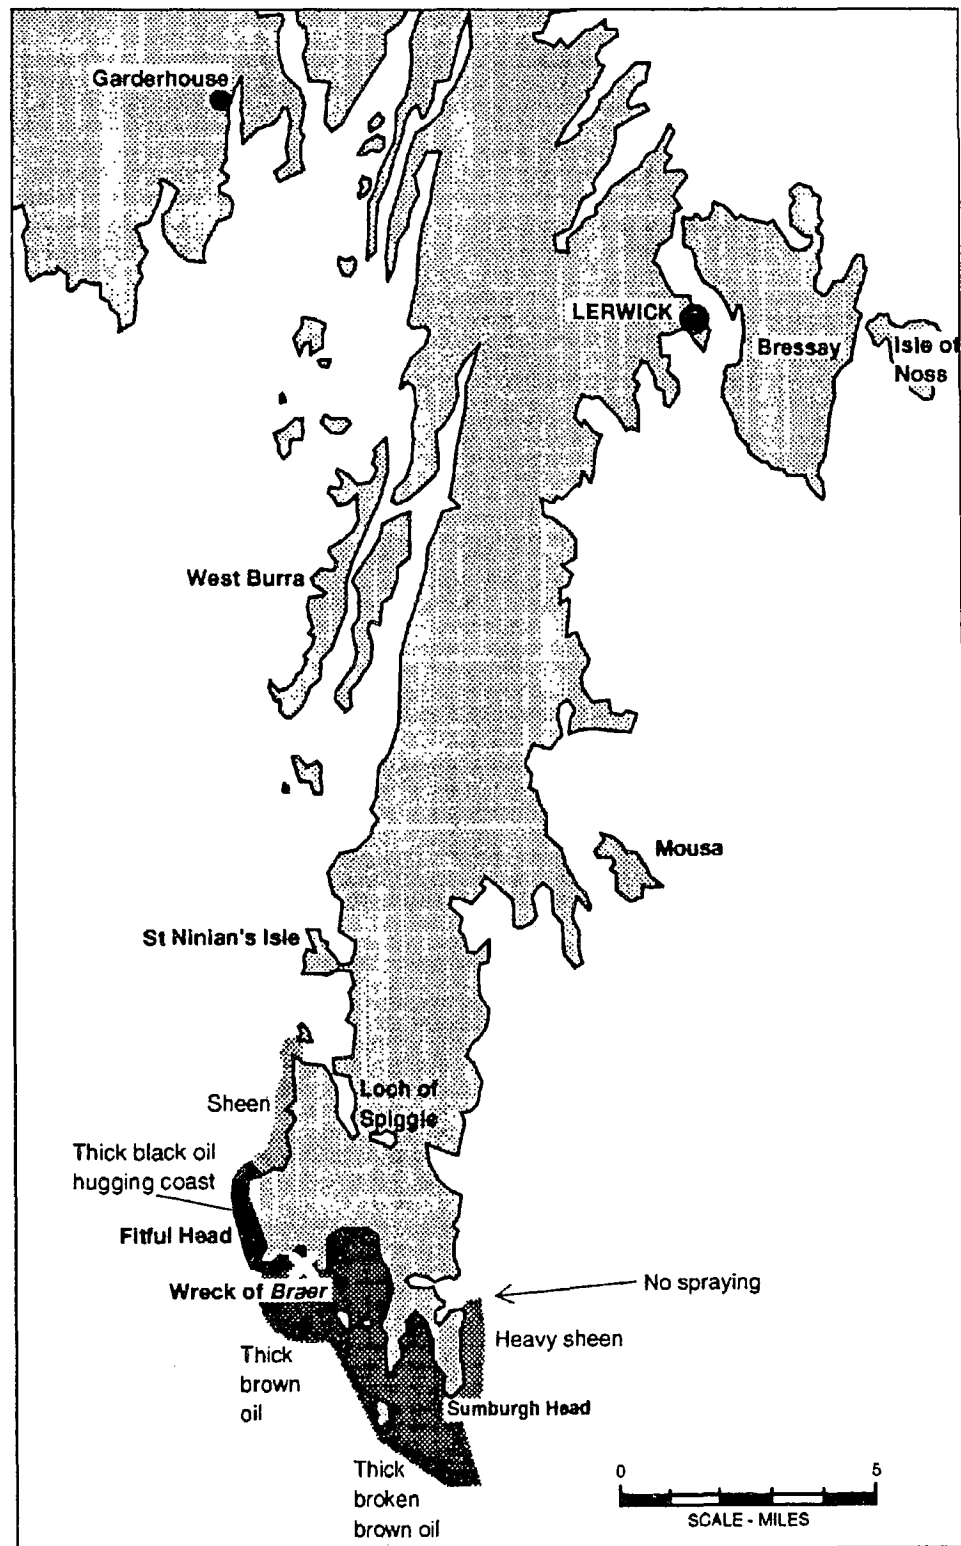 Garderhouse
LERWICK
Bressay
Isle of
Noss
West Burra
Mousa
St Ninian's Isle
Loch of
Spiggie
Sheen
Thick black oil
hugging coast
Fitful Head
Wreck of Braer
No spraying
Heavy sheen
Thick
brown
oil
Sumburgh Head
Thick
broken
brown oil
0 5
SCALE - MILES